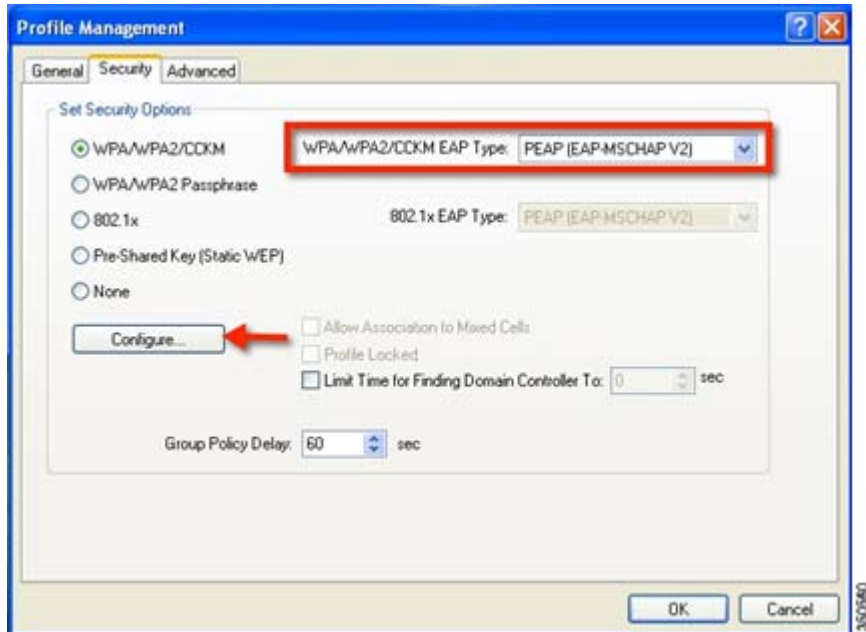 Profile Management
General Security Advanced
Set Security Options
WPA/WPA2/CCKM
WPA/WPA2/CCKM EAP Type: PEAP (EAP-MSCHAP V2)
WPA/WPA2 Passphrase
802.1x
802.1x EAP Type: PEAP (EAP-MSCHAP V2)
Pre-Shared Key (Static WEP)
None
Configure...
Allow Association to Mixed Cells
Profile Locked
Limit Time for Finding Domain Controller To: 0 sec
Group Policy Delay: 60 sec
OK Cancel